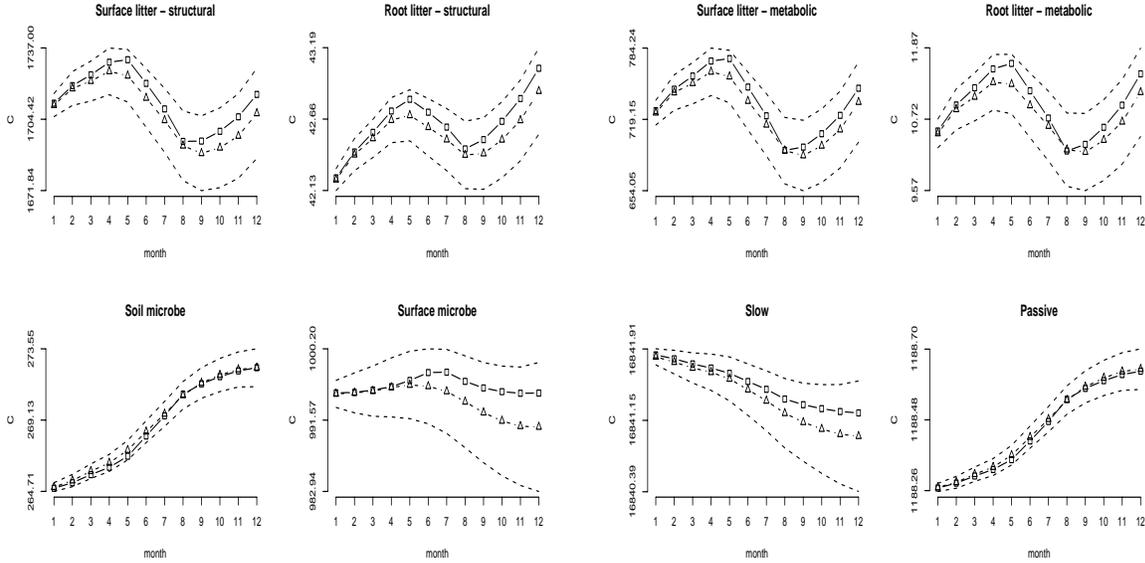 Surface litter – structural
Root litter – structural
Surface litter – metabolic
Root litter – metabolic
1737.00
1704.42
1671.84
C
1 2 3 4 5 6 7 8 9 10 11 12
month
43.19
42.66
42.13
C
1 2 3 4 5 6 7 8 9 10 11 12
month
784.24
719.15
654.05
C
1 2 3 4 5 6 7 8 9 10 11 12
month
11.87
10.72
9.57
C
1 2 3 4 5 6 7 8 9 10 11 12
month
Soil microbe
Surface microbe
Slow
Passive
273.55
269.13
264.71
C
1 2 3 4 5 6 7 8 9 10 11 12
month
1000.20
991.57
982.94
C
1 2 3 4 5 6 7 8 9 10 11 12
month
16841.91
16841.15
16840.39
C
1 2 3 4 5 6 7 8 9 10 11 12
month
1188.70
1188.48
1188.26
C
1 2 3 4 5 6 7 8 9 10 11 12
month